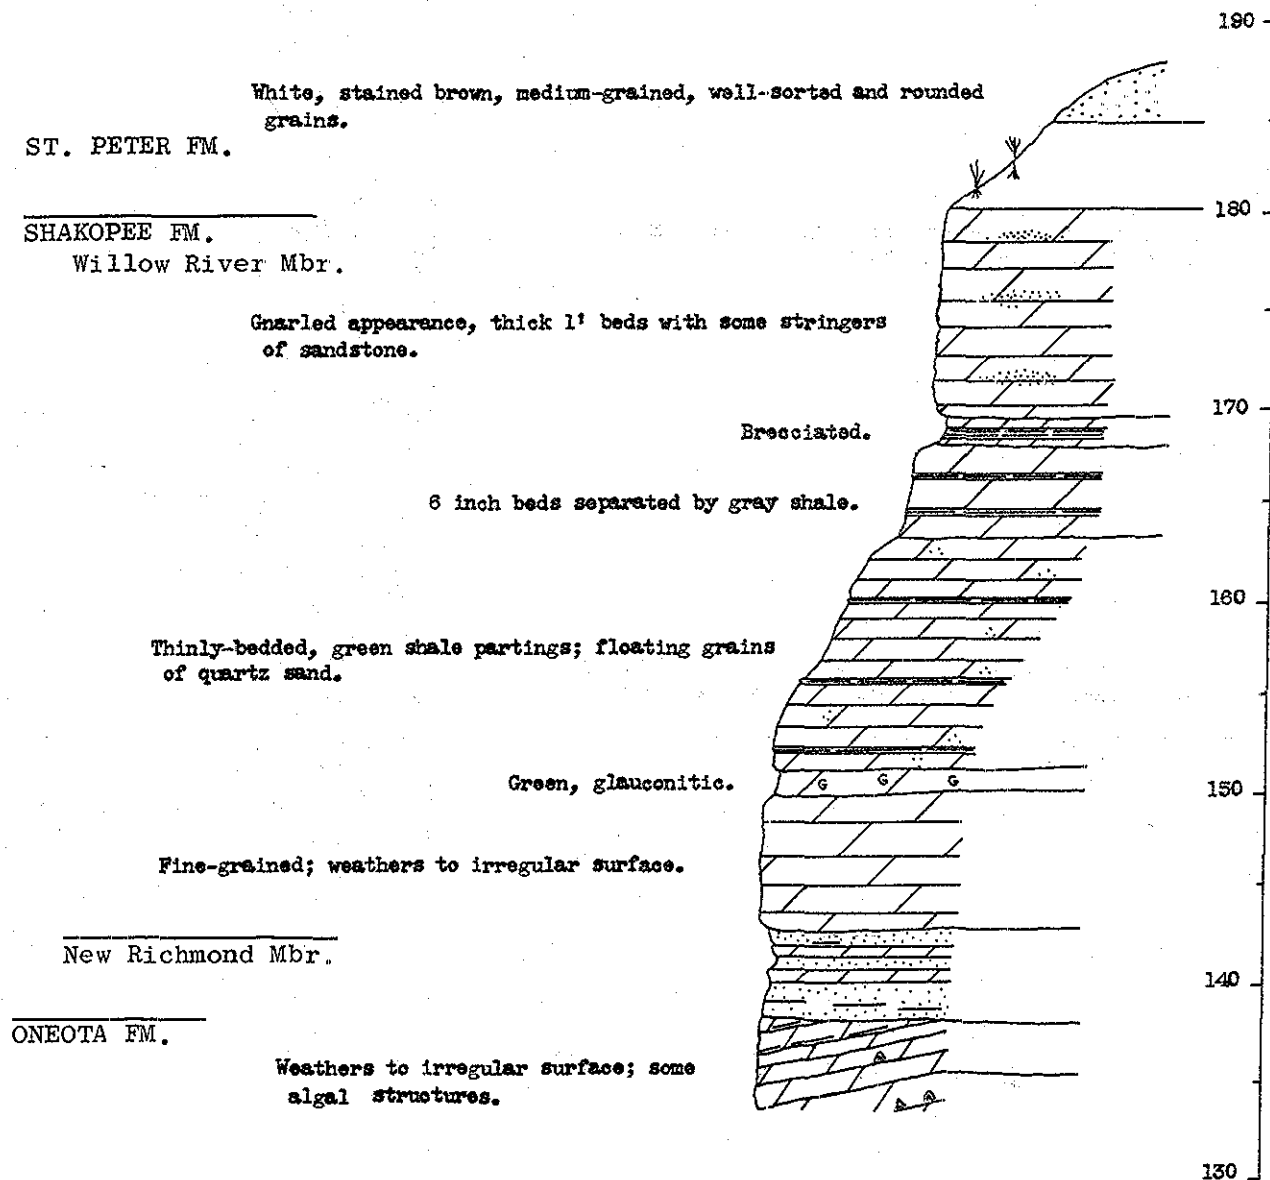 190
White, stained brown, medium-grained, well-sorted and rounded
grains.
ST. PETER FM.
180
SHAKOPEE FM.
Willow River Mbr.
Gnarled appearance, thick 1' beds with some stringers
of sandstone.
170
Brecciated.
6 inch beds separated by gray shale.
160
Thinly-bedded, green shale partings; floating grains
of quartz sand.
Green, glauconitic.
G G G
150
Fine-grained; weathers to irregular surface.
New Richmond Mbr.
140
ONEOTA FM.
Weathers to irregular surface; some
algal structures.
130